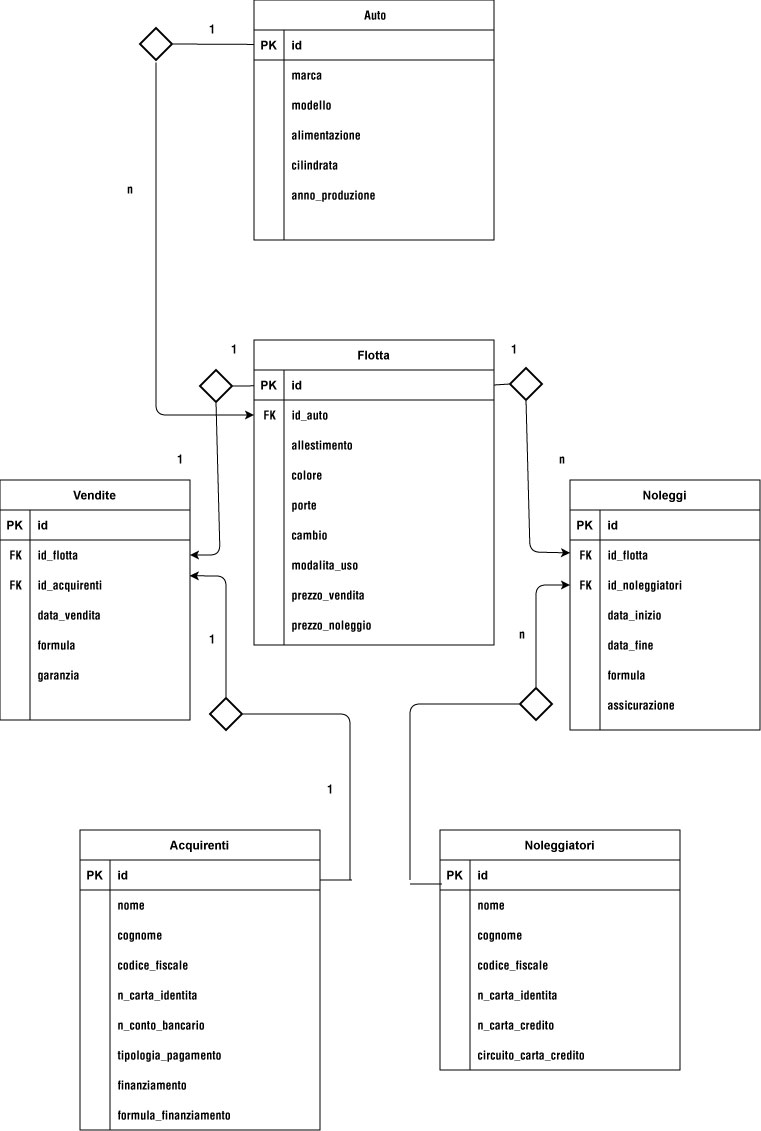 Auto
PK id
marca
modello
alimentazione
cilindrata
anno_produzione
1
n
Flotta
PK id
FK id_auto
allestimento
colore
porte
cambio
modalita_uso
prezzo_vendita
prezzo_noleggio
1
1
1
n
Vendite
PK id
FK id_flotta
FK id_acquirenti
data_vendita
formula
garanzia
Noleggi
PK id
FK id_flotta
FK id_noleggiatori
data_inizio
data_fine
formula
assicurazione
1
n
1
Acquirenti
PK id
nome
cognome
codice_fiscale
n_carta_identita
n_conto_bancario
tipologia_pagamento
finanziamento
formula_finanziamento
Noleggiatori
PK id
nome
cognome
codice_fiscale
n_carta_identita
n_carta_credito
circuito_carta_credito